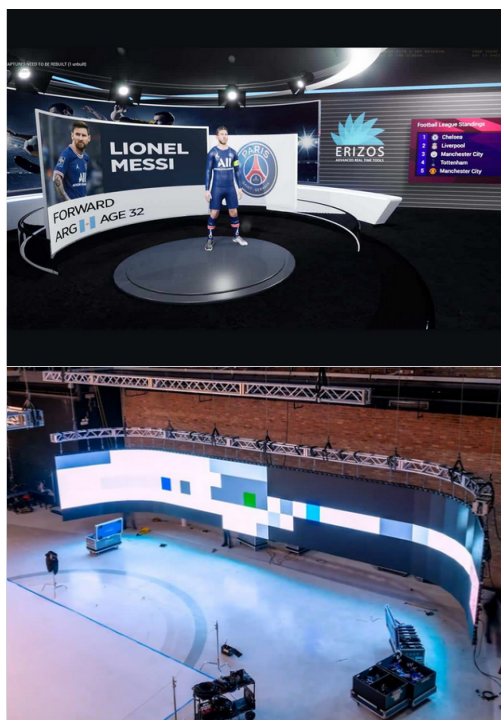 LIONEL
MESSI
FORWARD
ARG AGE 32
PARIS
ERIZOS
ADVANCED REAL TIME TOOLS
Football League Standings
1 Chelsea
2 Liverpool
3 Manchester City
4 Tottenham
5 Manchester City